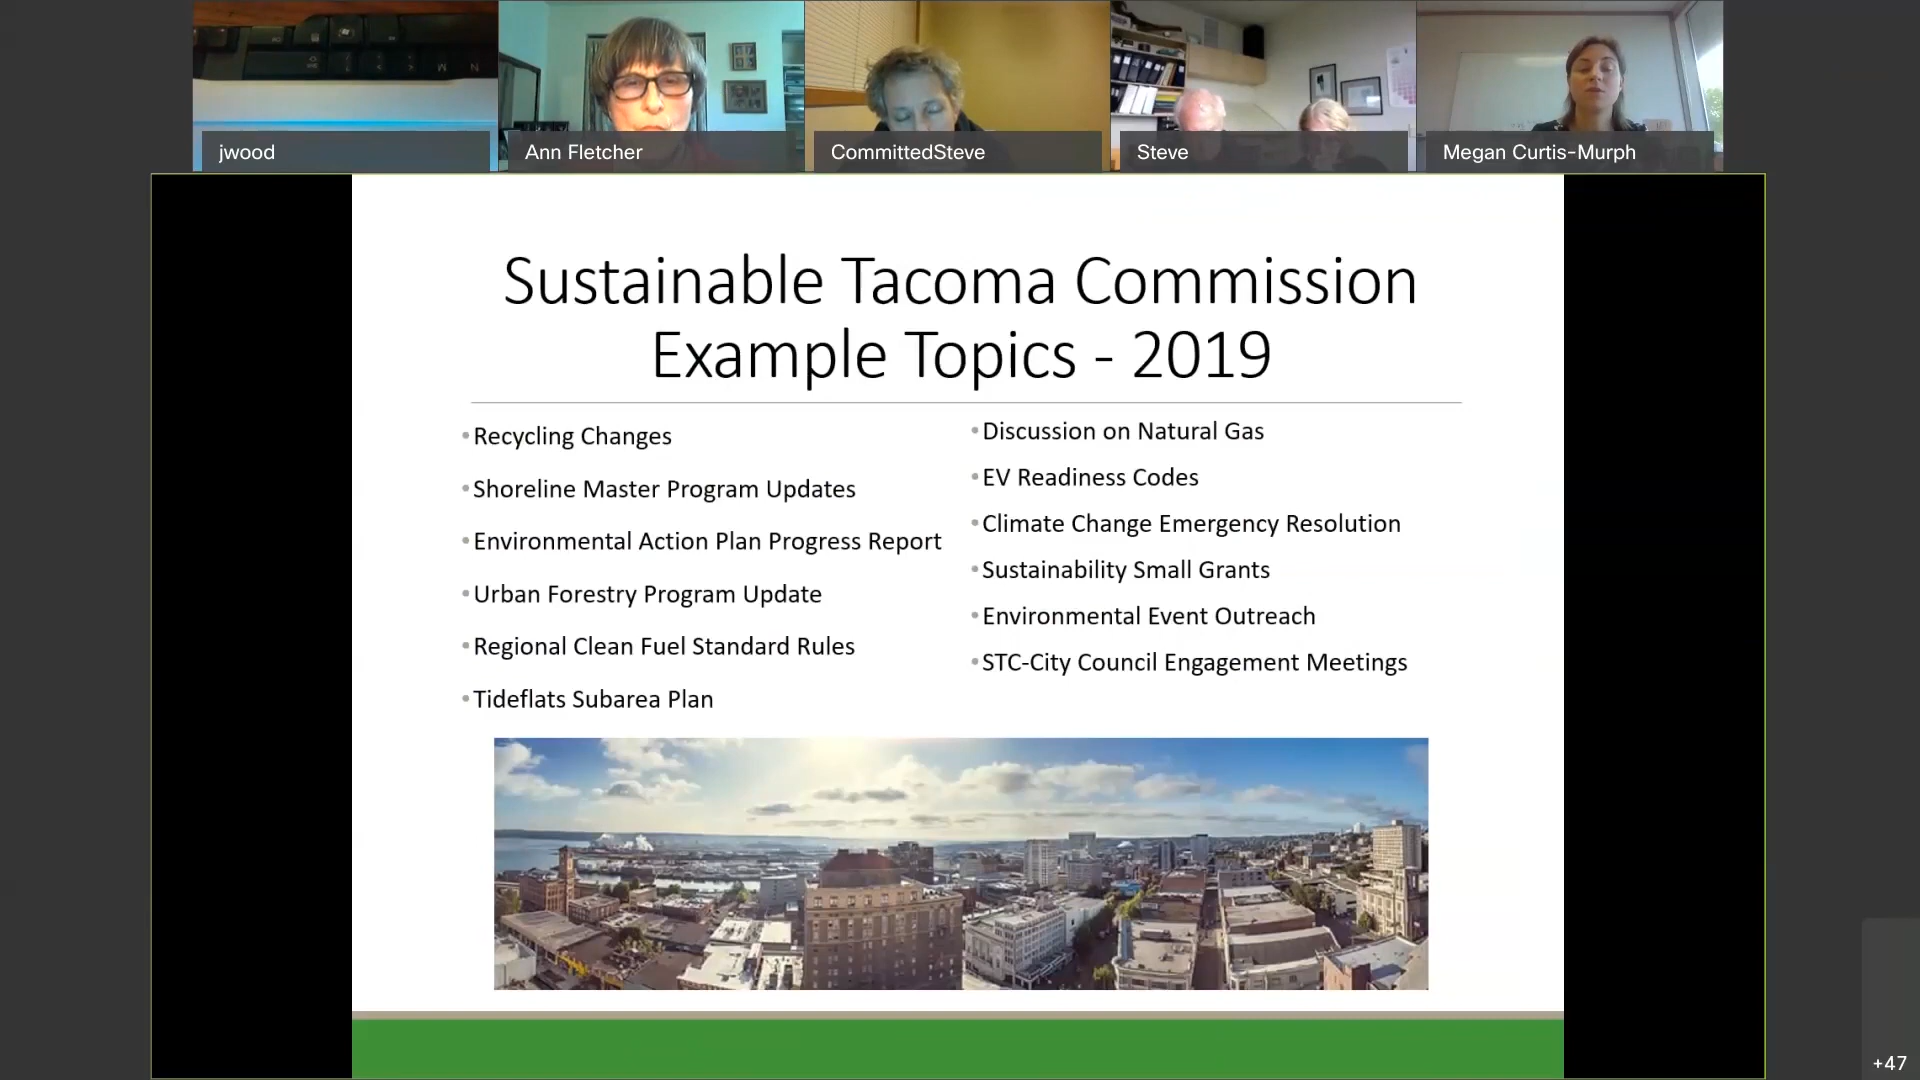 jwood
Ann Fletcher
CommittedSteve
Steve
Megan Curtis-Murph
Sustainable Tacoma Commission
Example Topics - 2019
•Recycling Changes
•Shoreline Master Program Updates
•Environmental Action Plan Progress Report
•Urban Forestry Program Update
•Regional Clean Fuel Standard Rules
•Tideflats Subarea Plan
•Discussion on Natural Gas
•EV Readiness Codes
•Climate Change Emergency Resolution
•Sustainability Small Grants
•Environmental Event Outreach
•STC-City Council Engagement Meetings
+47